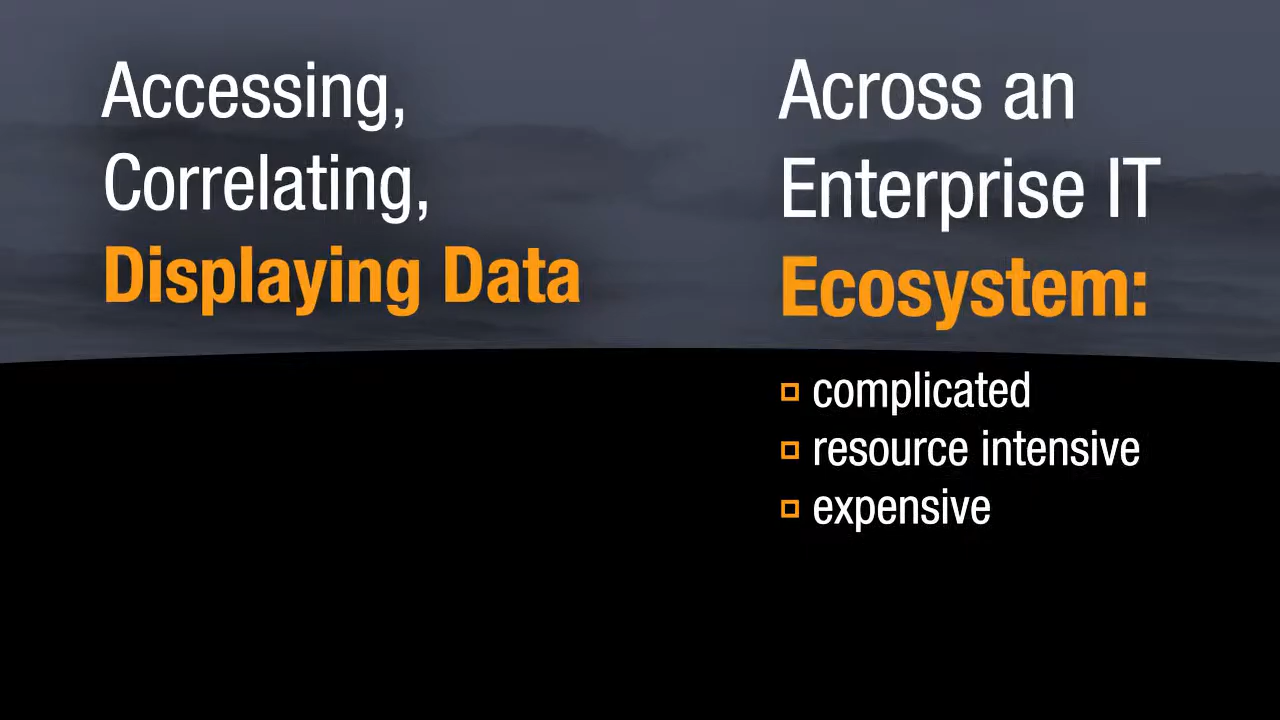 Accessing,
Correlating,
Displaying Data
Across an
Enterprise IT
Ecosystem:
complicated
resource intensive
expensive